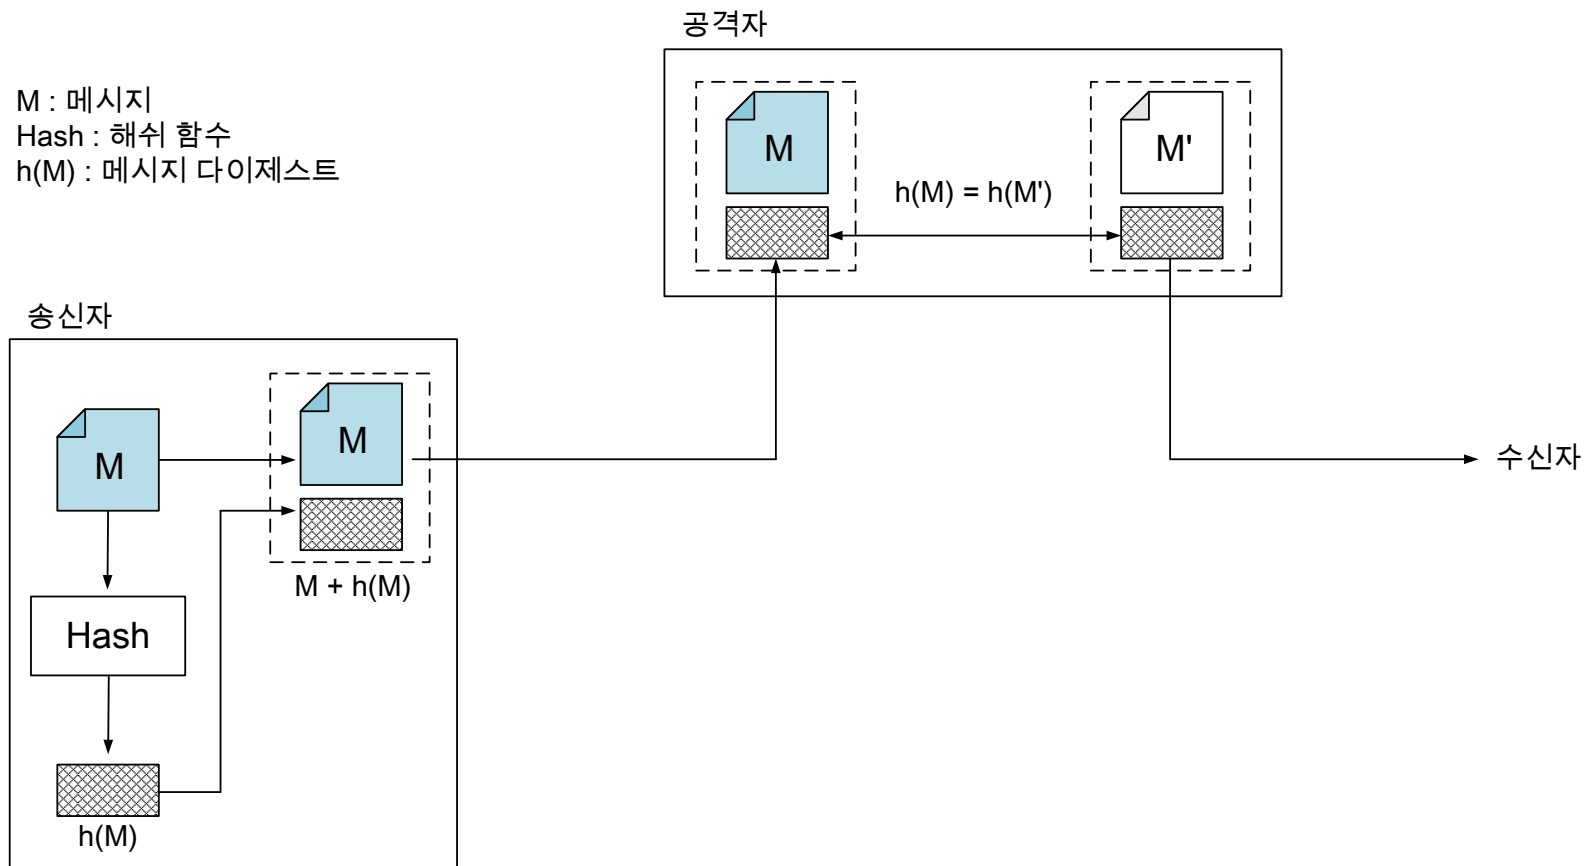 공격자
M : 메시지
Hash : 해쉬 함수
h(M) : 메시지 다이제스트
M
M'
h(M) = h(M')
송신자
M
M
수신자
M + h(M)
Hash
h(M)